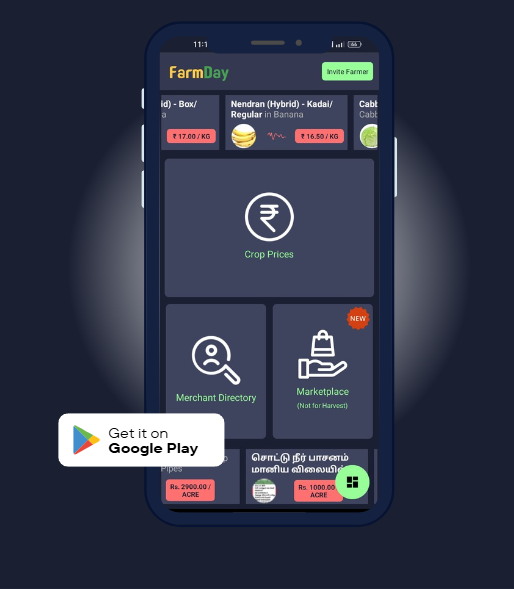 11:1
FarmDay
Invite Farmer
id) - Box/
a
₹ 17.00 / KG
Nendran (Hybrid) - Kadai/
Regular in Banana
₹ 16.50 / KG
Cabb
Cabb
Crop Prices
NEW
Merchant Directory
Marketplace
(Not for Harvest)
Get it on
Google Play
Pipes
Rs. 2900.00 /
ACRE
சொட்டு நீர் பாசனம்
மானிய விலையில்
Rs. 1000.00
ACRE